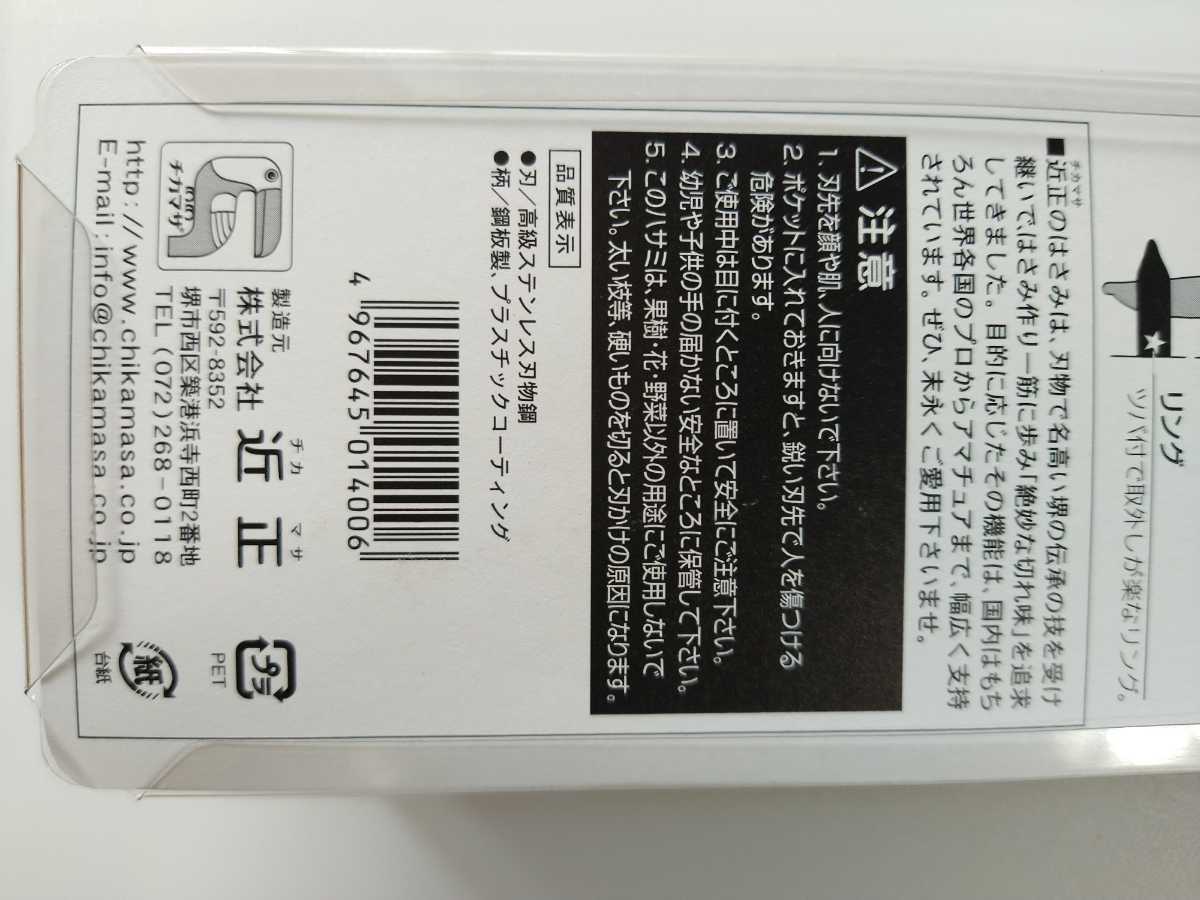 リング
ツバ付で取外しが楽なリング。
チカマサ
■近正のはさみは、刃物で名高い堺の伝承の技を受け
継いではさみ作り一筋に歩み「絶妙な切れ味」を追求
してきました。目的に応じたその機能は、国内はもち
ろん世界各国のプロからアマチュアまで、幅広く支持
されています。ぜひ、末永くご愛用下さいませ。
注意
1. 刃先を顔や肌、人に向けないで下さい。
2. ポケットに入れておきますと、鋭い刃先で人を傷つける
危険があります。
3. ご使用中は目に付くところに置いて安全にご注意下さい。
4. 幼児や子供の手の届かない安全なところに保管して下さい。
5. このハサミは、果樹・花・野菜以外の用途にご使用しないで
下さい。太い枝等、硬いものを切ると刃かけの原因になります。
品質表示
●刃/高級ステンレス刃物鋼
●柄/鋼板製、プラスチックコーティング
4 967645 014006
チカマサ
製造元
チカ マサ
株式会社 近正
〒592-8352
堺市西区築港浜寺西町2番地
TEL (072) 268-0118
http://www.chikamasa.co.jp
E-mail:info@chikamasa.co.jp
プラ
PET
紙
台紙